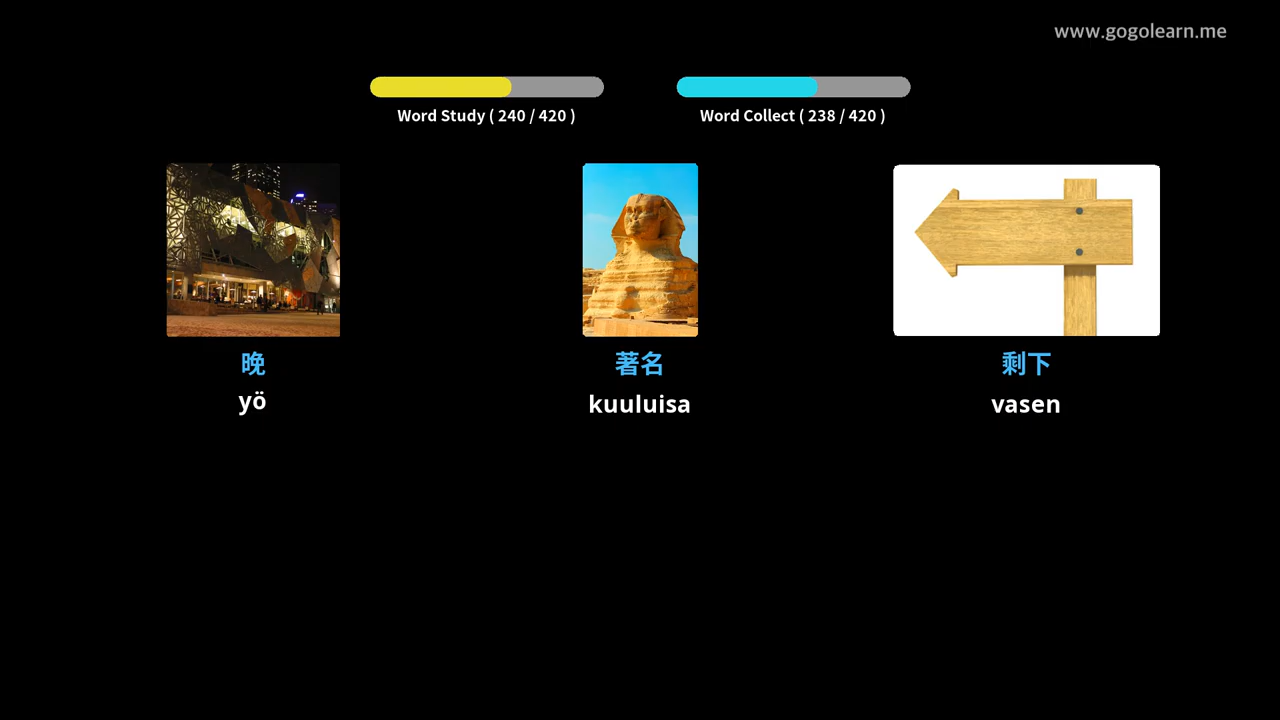 www.gogolearn.me
Word Study ( 240 / 420 )
Word Collect ( 238 / 420 )
晚
著名
剩下
yö
kuuluisa
vasen